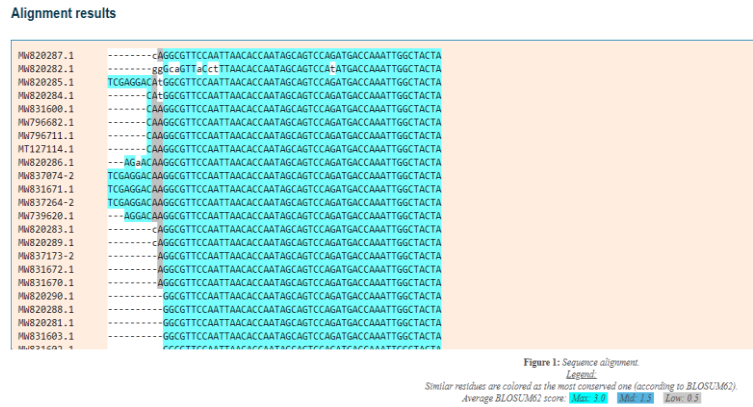 Alignment results
MW820287.1 --------cAGGCGTTCCAATTAACACCAATAGCAGTCCAGATGACCAAATTGGCTACTA
MW820282.1 --------ggGcaGTTaCctTTAACACCAATAGCAGTCCAtATGACCAAATTGGCTACTA
MW820285.1 TCGAGGACAtGGCGTTCCAATTAACACCAATAGCAGTCCAGATGACCAAATTGGCTACTA
MW820284.1 -------CAtGGCGTTCCAATTAACACCAATAGCAGTCCAGATGACCAAATTGGCTACTA
MW831600.1 -------CAAGGCGTTCCAATTAACACCAATAGCAGTCCAGATGACCAAATTGGCTACTA
MW796682.1 -------CAAGGCGTTCCAATTAACACCAATAGCAGTCCAGATGACCAAATTGGCTACTA
MW796711.1 -------CAAGGCGTTCCAATTAACACCAATAGCAGTCCAGATGACCAAATTGGCTACTA
MT127114.1 -------CAAGGCGTTCCAATTAACACCAATAGCAGTCCAGATGACCAAATTGGCTACTA
MW820286.1 ---AGaACAAGGCGTTCCAATTAACACCAATAGCAGTCCAGATGACCAAATTGGCTACTA
MW837074-2 TCGAGGACAAGGCGTTCCAATTAACACCAATAGCAGTCCAGATGACCAAATTGGCTACTA
MW831671.1 TCGAGGACAAGGCGTTCCAATTAACACCAATAGCAGTCCAGATGACCAAATTGGCTACTA
MW837264-2 TCGAGGACAAGGCGTTCCAATTAACACCAATAGCAGTCCAGATGACCAAATTGGCTACTA
MW739620.1 ---AGGACAAGGCGTTCCAATTAACACCAATAGCAGTCCAGATGACCAAATTGGCTACTA
MW820283.1 --------cAGGCGTTCCAATTAACACCAATAGCAGTCCAGATGACCAAATTGGCTACTA
MW820289.1 --------cAGGCGTTCCAATTAACACCAATAGCAGTCCAGATGACCAAATTGGCTACTA
MW837173-2 ---------AGGCGTTCCAATTAACACCAATAGCAGTCCAGATGACCAAATTGGCTACTA
MW831672.1 ---------AGGCGTTCCAATTAACACCAATAGCAGTCCAGATGACCAAATTGGCTACTA
MW831670.1 ---------AGGCGTTCCAATTAACACCAATAGCAGTCCAGATGACCAAATTGGCTACTA
MW820290.1 ----------GGCGTTCCAATTAACACCAATAGCAGTCCAGATGACCAAATTGGCTACTA
MW820288.1 ----------GGCGTTCCAATTAACACCAATAGCAGTCCAGATGACCAAATTGGCTACTA
MW820281.1 ----------GGCGTTCCAATTAACACCAATAGCAGTCCAGATGACCAAATTGGCTACTA
MW831603.1 ----------GGCGTTCCAATTAACACCAATAGCAGTCCAGATGACCAAATTGGCTACTA
Figure 1: Sequence alignment.
Legend:
Similar residues are colored as the most conserved one (according to BLOSUM62).
Average BLOSUM62 score: Max: 3.0 Mid: 1.5 Low: 0.5